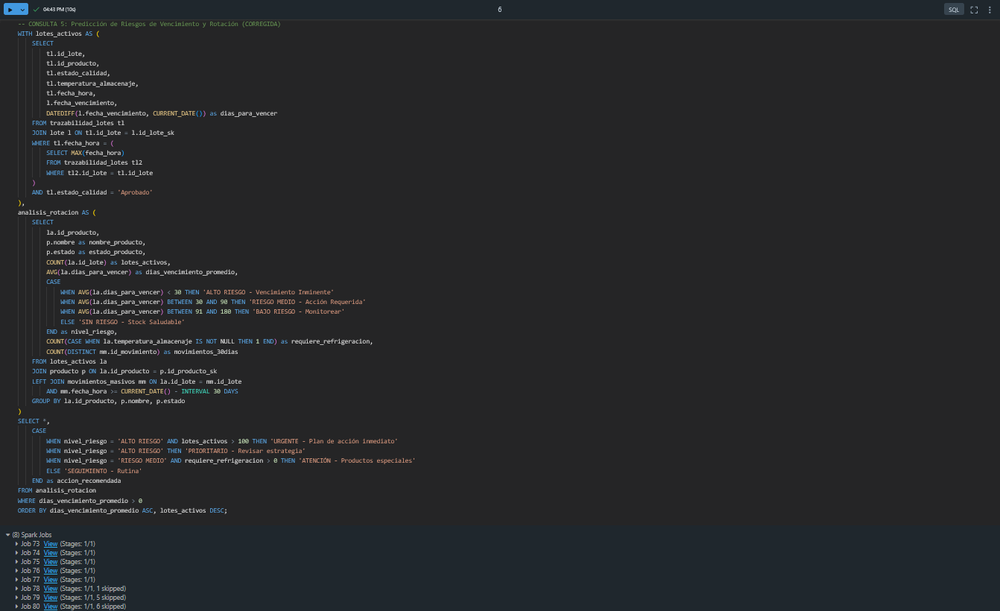 04:43 PM (10s)
6
SQL
-- CONSULTA 5: Predicción de Riesgos de Vencimiento y Rotación (CORREGIDA)
WITH lotes_activos AS (
SELECT
tl.id_lote,
tl.id_producto,
tl.estado_calidad,
tl.temperatura_almacenaje,
tl.fecha_hora,
l.fecha_vencimiento,
DATEDIFF(l.fecha_vencimiento, CURRENT_DATE()) as dias_para_vencer
FROM trazabilidad_lotes tl
JOIN lote l ON tl.id_lote = l.id_lote_sk
WHERE tl.fecha_hora = (
SELECT MAX(fecha_hora)
FROM trazabilidad_lotes tl2
WHERE tl2.id_lote = tl.id_lote
)
AND tl.estado_calidad = 'Aprobado'
),
analisis_rotacion AS (
SELECT
la.id_producto,
p.nombre as nombre_producto,
p.estado as estado_producto,
COUNT(la.id_lote) as lotes_activos,
AVG(la.dias_para_vencer) as dias_vencimiento_promedio,
CASE
WHEN AVG(la.dias_para_vencer) < 30 THEN 'ALTO RIESGO - Vencimiento Inminente'
WHEN AVG(la.dias_para_vencer) BETWEEN 30 AND 90 THEN 'RIESGO MEDIO - Acción Requerida'
WHEN AVG(la.dias_para_vencer) BETWEEN 91 AND 180 THEN 'BAJO RIESGO - Monitorear'
ELSE 'SIN RIESGO - Stock Saludable'
END as nivel_riesgo,
COUNT(CASE WHEN la.temperatura_almacenaje IS NOT NULL THEN 1 END) as requiere_refrigeracion,
COUNT(DISTINCT mm.id_movimiento) as movimientos_30dias
FROM lotes_activos la
JOIN producto p ON la.id_producto = p.id_producto_sk
LEFT JOIN movimientos_masivos mm ON la.id_lote = mm.id_lote
AND mm.fecha_hora >= CURRENT_DATE() - INTERVAL 30 DAYS
GROUP BY la.id_producto, p.nombre, p.estado
)
SELECT *,
CASE
WHEN nivel_riesgo = 'ALTO RIESGO' AND lotes_activos > 100 THEN 'URGENTE - Plan de acción inmediato'
WHEN nivel_riesgo = 'ALTO RIESGO' THEN 'PRIORITARIO - Revisar estrategia'
WHEN nivel_riesgo = 'RIESGO MEDIO' AND requiere_refrigeracion > 0 THEN 'ATENCIÓN - Productos especiales'
ELSE 'SEGUIMIENTO - Rutina'
END as accion_recomendada
FROM analisis_rotacion
WHERE dias_vencimiento_promedio > 0
ORDER BY dias_vencimiento_promedio ASC, lotes_activos DESC;
(8) Spark Jobs
Job 73 View (Stages: 1/1)
Job 74 View (Stages: 1/1)
Job 75 View (Stages: 1/1)
Job 76 View (Stages: 1/1)
Job 77 View (Stages: 1/1)
Job 78 View (Stages: 1/1, 1 skipped)
Job 79 View (Stages: 1/1, 5 skipped)
Job 80 View (Stages: 1/1, 6 skipped)